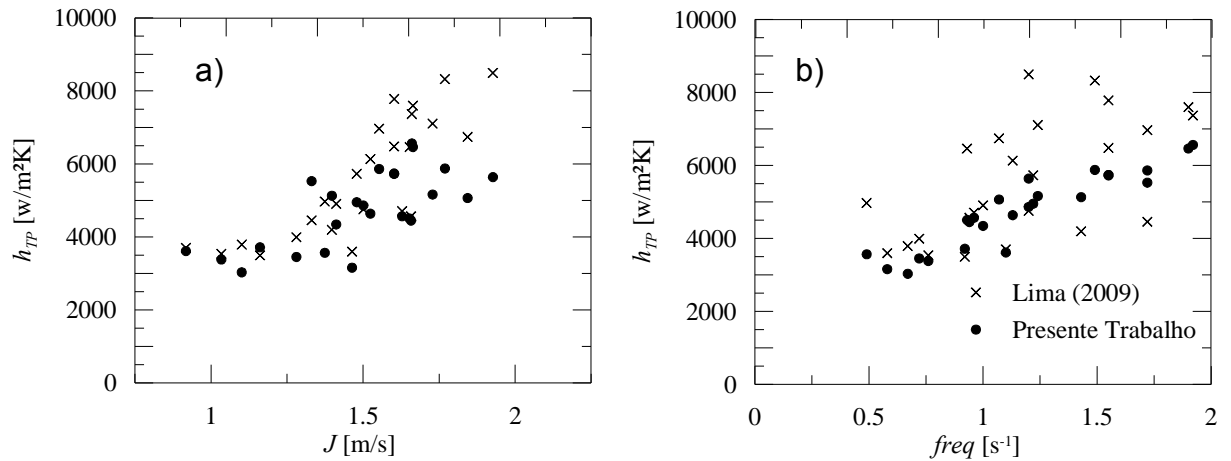 a)
h_TP [w/m²K]
10000
8000
6000
4000
2000
0
1
1.5
2
J [m/s]
b)
h_TP [w/m²K]
10000
8000
6000
4000
2000
0
Lima (2009)
Presente Trabalho
0
0.5
1
1.5
2
freq [s⁻¹]